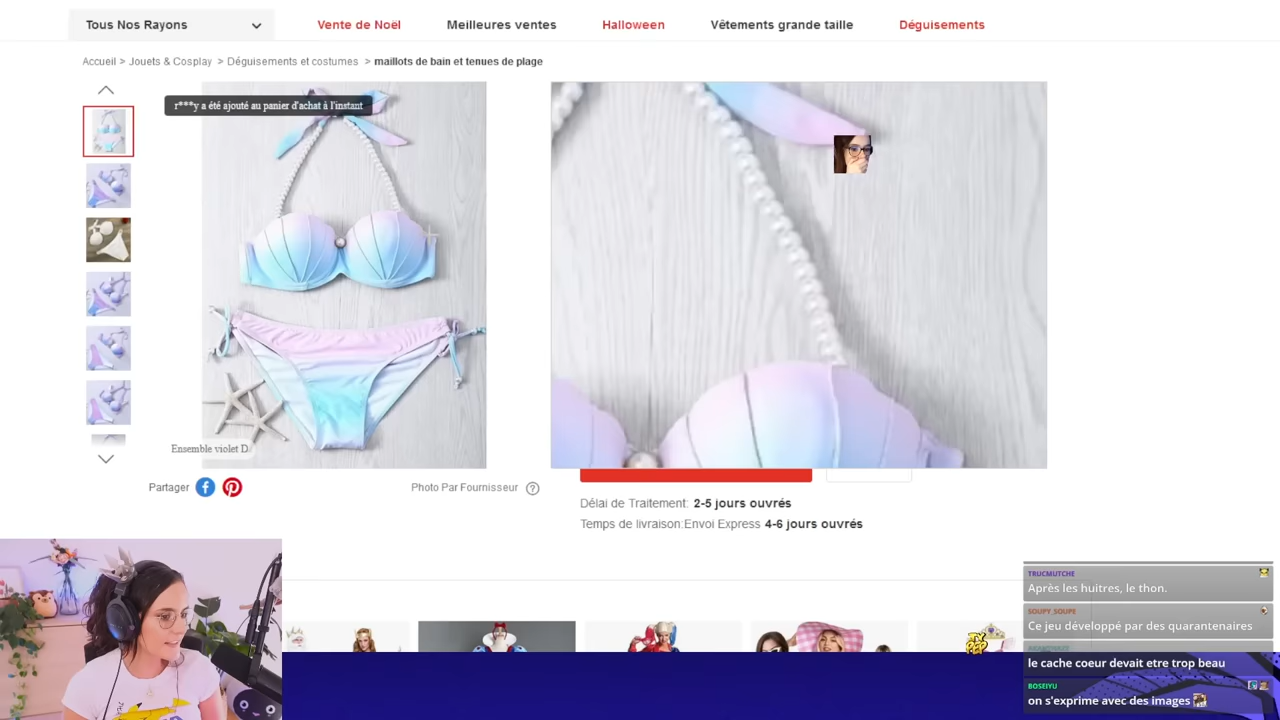 Tous Nos Rayons
Vente de Noël
Meilleures ventes
Halloween
Vêtements grande taille
Déguisements
Accueil > Jouets & Cosplay > Déguisements et costumes > maillots de bain et tenues de plage
r***y a été ajouté au panier d'achat à l'instant
Ensemble violet D
Partager
Photo Par Fournisseur ?
Délai de Traitement: 2-5 jours ouvrés
Temps de livraison:Envoi Express 4-6 jours ouvrés
TRUCMUTCHE
Après les huitres, le thon.
SOUPY_SOUPE
Ce jeu développé par des quarantenaires
le cache coeur devait etre trop beau
BOSEIYU
on s'exprime avec des images